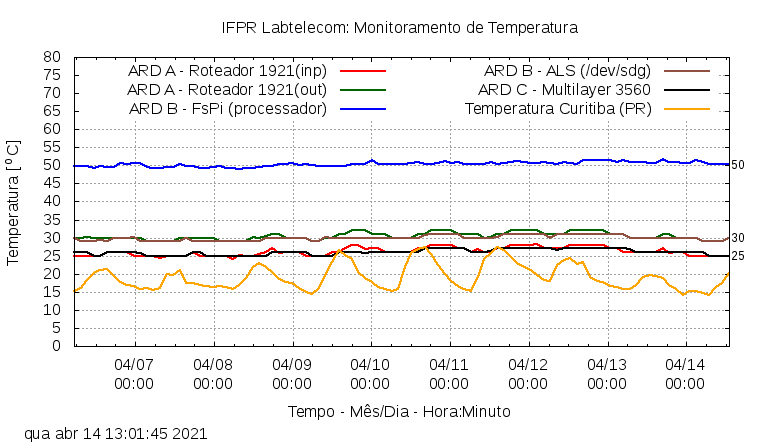 IFPR Labtelecom: Monitoramento de Temperatura
ARD A - Roteador 1921(inp)
ARD A - Roteador 1921(out)
ARD B - FsPi (processador)
ARD B - ALS (/dev/sdg)
ARD C - Multilayer 3560
Temperatura Curitiba (PR)
Temperatura [ºC]
80
75
70
65
60
55
50
45
40
35
30
25
20
15
10
5
0
50
30
25
04/07 04/08 04/09 04/10 04/11 04/12 04/13 04/14
00:00 00:00 00:00 00:00 00:00 00:00 00:00 00:00
Tempo - Mês/Dia - Hora:Minuto
qua abr 14 13:01:45 2021